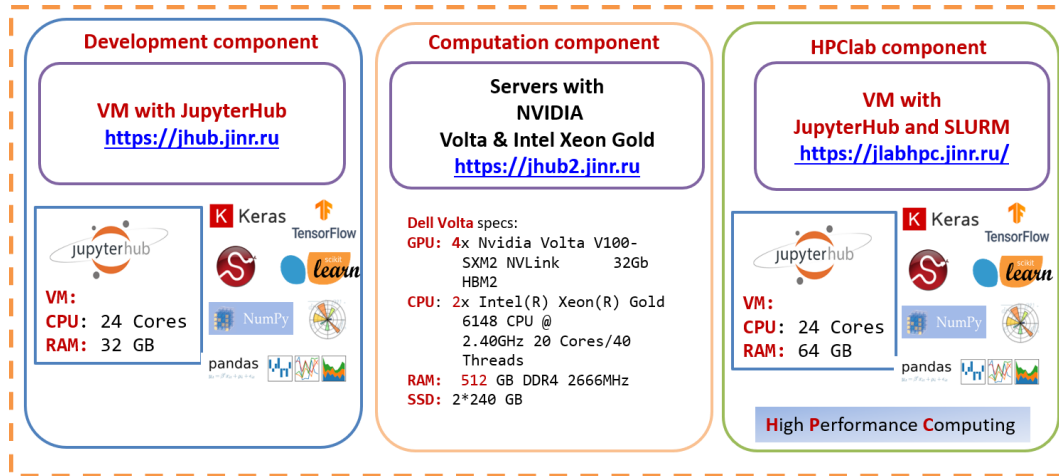 Development component
VM with JupyterHub
https://jhub.jinr.ru
jupyterhub
VM:
CPU: 24 Cores
RAM: 32 GB
K Keras
TensorFlow
S
scikit
learn
NumPy
pandas
Computation component
Servers with
NVIDIA
Volta & Intel Xeon Gold
https://jhub2.jinr.ru
Dell Volta specs:
GPU: 4x Nvidia Volta V100-
SXM2 NVLink 32Gb
HBM2
CPU: 2x Intel(R) Xeon(R) Gold
6148 CPU @
2.40GHz 20 Cores/40
Threads
RAM: 512 GB DDR4 2666MHz
SSD: 2*240 GB
HPClab component
VM with
JupyterHub and SLURM
https://jlabhpc.jinr.ru/
jupyterhub
VM:
CPU: 24 Cores
RAM: 64 GB
K Keras
TensorFlow
S
scikit
learn
NumPy
pandas
High Performance Computing